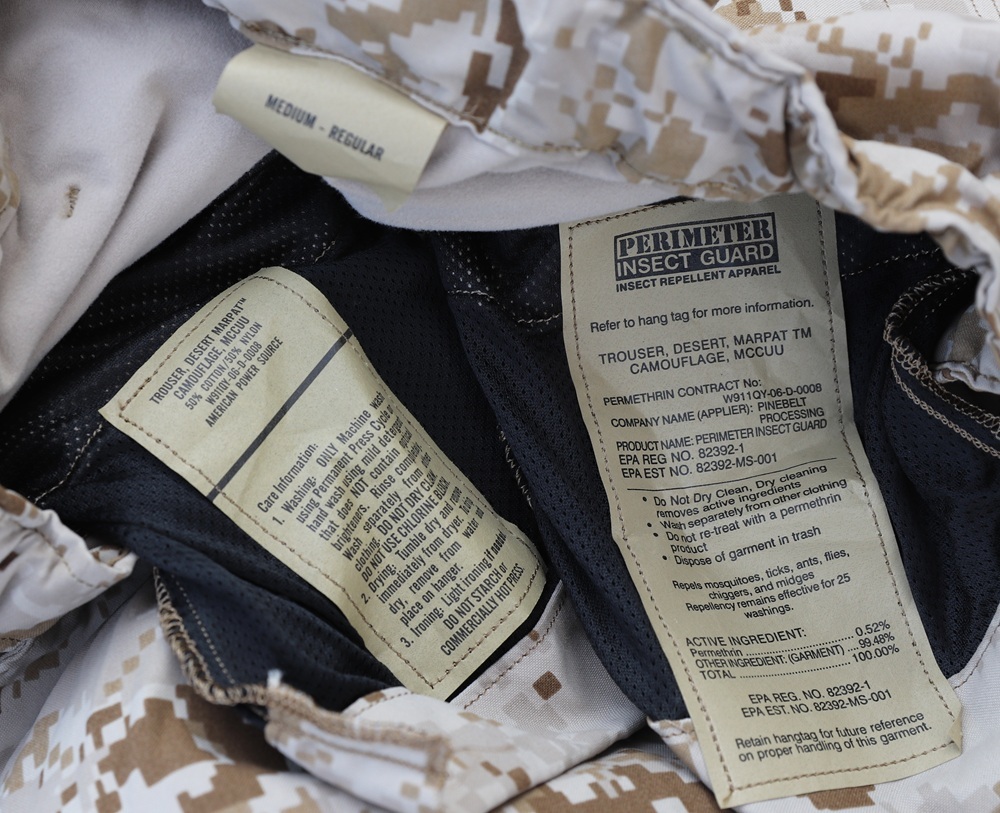 MEDIUM - REGULAR
TROUSER, DESERT MARPAT™
CAMOUFLAGE, MCCUU
50% COTTON/50% NYLON
W911QY-06-D-0008
AMERICAN POWER SOURCE
Care Information:
1. Washing: ONLY Machine wash
using Permanent Press Cycle or
hand wash using mild detergent
that does NOT contain optical
brighteners. Rinse completely.
Wash separately from other
clothing. DO NOT DRY CLEAN.
DO NOT USE CHLORINE BLEACH.
2. Drying: Tumble dry and remove
immediately from dryer.
dry, remove from water and
place on hanger.
3. Ironing: Light ironing if needed.
DO NOT STARCH or
COMMERCIALLY HOT PRESS.
PERIMETER
INSECT GUARD
INSECT REPELLENT APPAREL
Refer to hang tag for more information.
TROUSER, DESERT, MARPAT TM
CAMOUFLAGE, MCCUU
PERMETHRIN CONTRACT No:
W911QY-06-D-0008
COMPANY NAME (APPLIER): PINEBELT
PROCESSING
PRODUCT NAME: PERIMETER INSECT GUARD
EPA REG NO. 82392-1
EPA EST NO. 82392-MS-001
• Do Not Dry Clean, Dry cleaning
removes active ingredients
• Wash separately from other clothing
• Do not re-treat with a permethrin
product
• Dispose of garment in trash
Repels mosquitoes, ticks, ants, flies,
chiggers, and midges
Repellency remains effective for 25
washings.
ACTIVE INGREDIENT:
Permethrin ........ 0.52%
OTHER INGREDIENT: (GARMENT) .... 99.48%
TOTAL ........ 100.00%
EPA REG. NO. 82392-1
EPA EST. NO. 82392-MS-001
Retain hangtag for future reference
on proper handling of this garment.